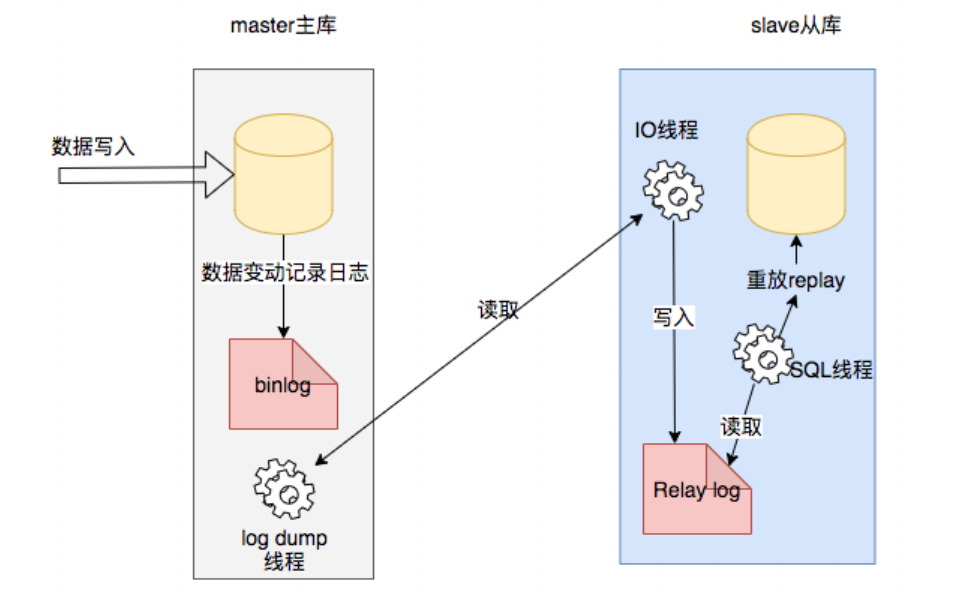 master主库
slave从库
数据写入
数据变动记录日志
binlog
log dump
线程
读取
IO线程
写入
重放replay
SQL线程
读取
Relay log